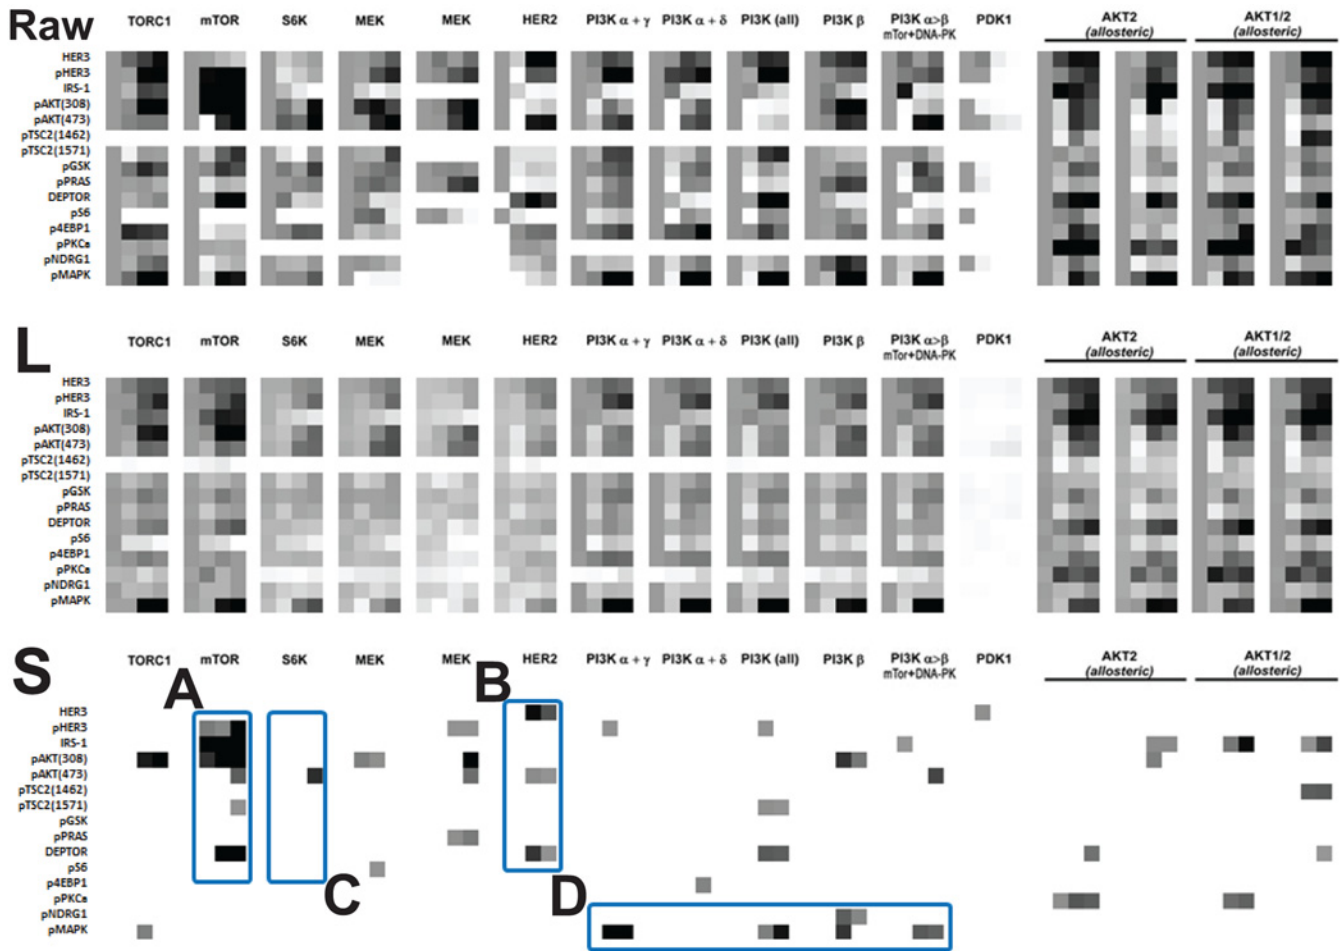 Raw
TORC1 mTOR S6K MEK MEK HER2 PI3K α + γ PI3K α + δ PI3K (all) PI3K β PI3K α>β PDK1 AKT2 AKT1/2
mTor+DNA-PK (allosteric) (allosteric)
HER3
pHER3
IRS-1
pAKT(308)
pAKT(473)
pTSC2(1462)
pTSC2(1571)
pGSK
pPRAS
DEPTOR
pS6
p4EBP1
pPKCa
pNDRG1
pMAPK
L
TORC1 mTOR S6K MEK MEK HER2 PI3K α + γ PI3K α + δ PI3K (all) PI3K β PI3K α>β PDK1 AKT2 AKT1/2
mTor+DNA-PK (allosteric) (allosteric)
HER3
pHER3
IRS-1
pAKT(308)
pAKT(473)
pTSC2(1462)
pTSC2(1571)
pGSK
pPRAS
DEPTOR
pS6
p4EBP1
pPKCa
pNDRG1
pMAPK
S
TORC1 mTOR S6K MEK MEK HER2 PI3K α + γ PI3K α + δ PI3K (all) PI3K β PI3K α>β PDK1 AKT2 AKT1/2
mTor+DNA-PK (allosteric) (allosteric)
A
B
HER3
pHER3
IRS-1
pAKT(308)
pAKT(473)
pTSC2(1462)
pTSC2(1571)
pGSK
pPRAS
DEPTOR
pS6
p4EBP1
pPKCa
pNDRG1
pMAPK
C
D